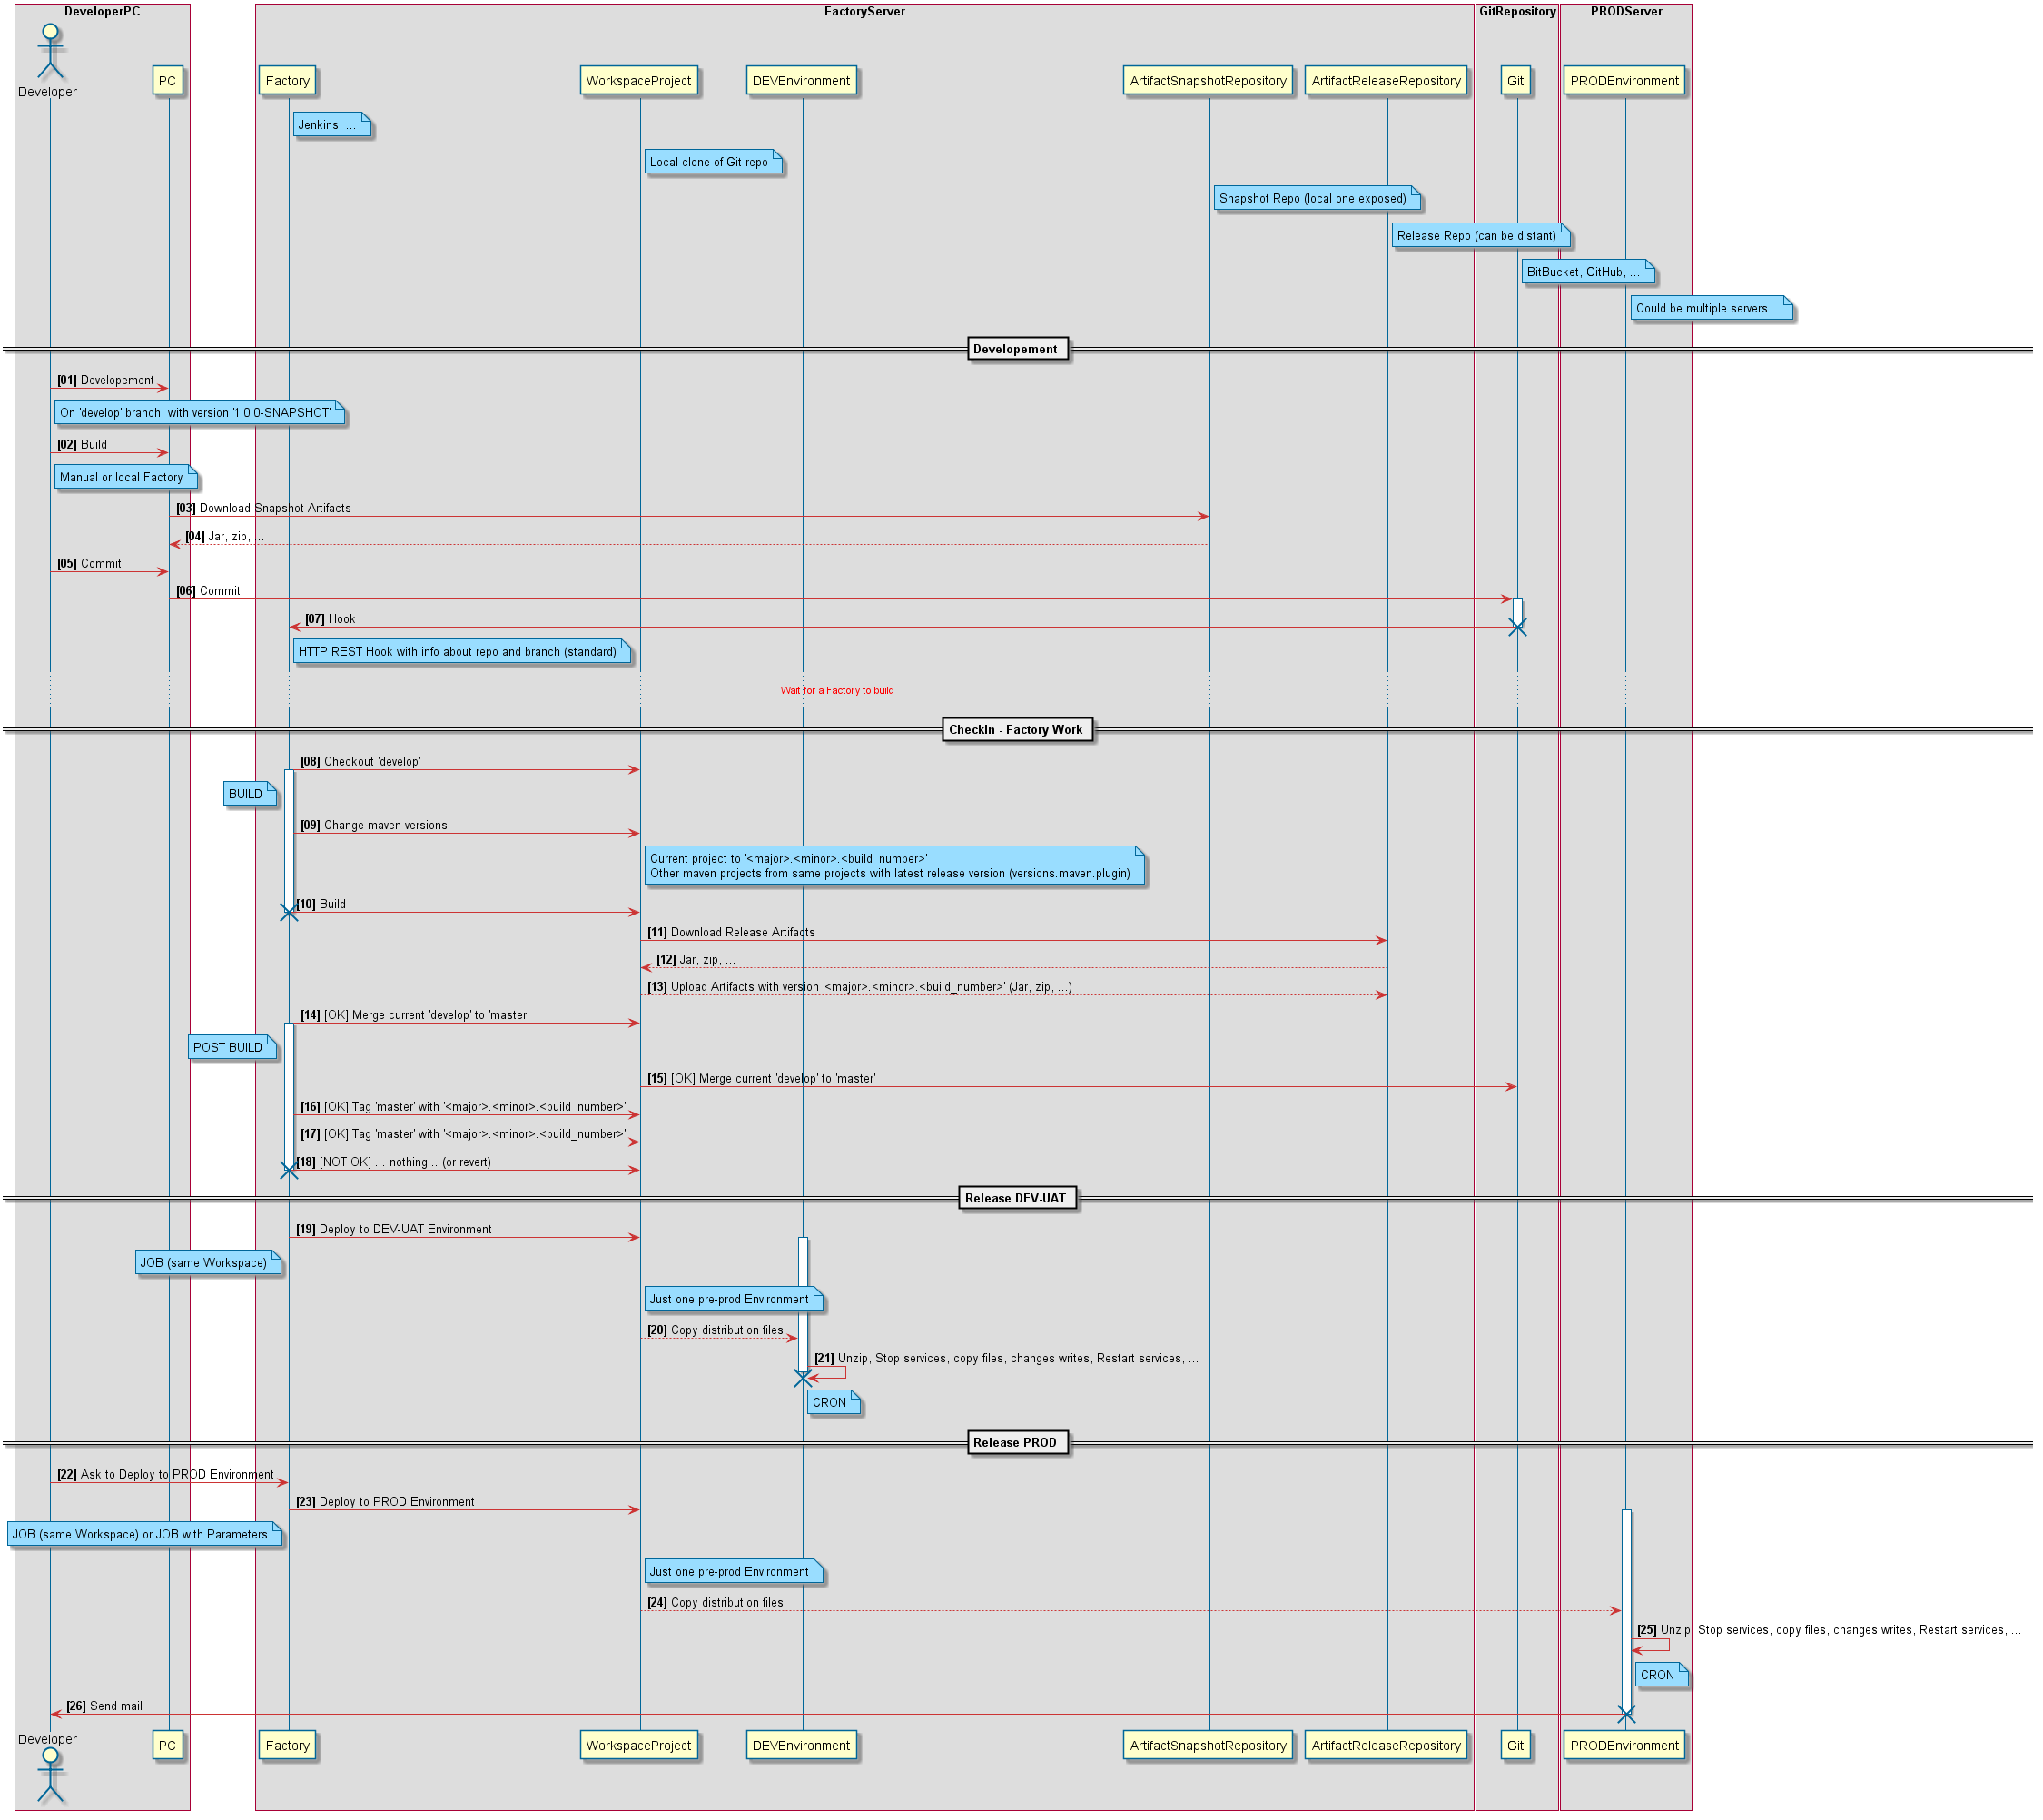 DeveloperPC
FactoryServer
GitRepository
PRODServer
Developer
PC
Factory
WorkspaceProject
DEVEnvironment
ArtifactSnapshotRepository
ArtifactReleaseRepository
Git
PRODEnvironment
Jenkins, ...
Local clone of Git repo
Snapshot Repo (local one exposed)
Release Repo (can be distant)
BitBucket, GitHub, ...
Could be multiple servers...
Developement
[01] Developement
On 'develop' branch, with version '1.0.0-SNAPSHOT'
[02] Build
Manual or local Factory
[03] Download Snapshot Artifacts
[04] Jar, zip, ...
[05] Commit
[06] Commit
[07] Hook
HTTP REST Hook with info about repo and branch (standard)
Wait for a Factory to build
Checkin - Factory Work
[08] Checkout 'develop'
BUILD
[09] Change maven versions
Current project to '<major>.<minor>.<build_number>'
Other maven projects from same projects with latest release version (versions.maven.plugin)
[10] Build
[11] Download Release Artifacts
[12] Jar, zip, ...
[13] Upload Artifacts with version '<major>.<minor>.<build_number>' (Jar, zip, ...)
[14] [OK] Merge current 'develop' to 'master'
POST BUILD
[15] [OK] Merge current 'develop' to 'master'
[16] [OK] Tag 'master' with '<major>.<minor>.<build_number>'
[17] [OK] Tag 'master' with '<major>.<minor>.<build_number>'
[18] [NOT OK] ... nothing... (or revert)
Release DEV-UAT
[19] Deploy to DEV-UAT Environment
JOB (same Workspace)
Just one pre-prod Environment
[20] Copy distribution files
[21] Unzip, Stop services, copy files, changes writes, Restart services, ...
CRON
Release PROD
[22] Ask to Deploy to PROD Environment
[23] Deploy to PROD Environment
JOB (same Workspace) or JOB with Parameters
Just one pre-prod Environment
[24] Copy distribution files
[25] Unzip, Stop services, copy files, changes writes, Restart services, ...
CRON
[26] Send mail
Developer
PC
Factory
WorkspaceProject
DEVEnvironment
ArtifactSnapshotRepository
ArtifactReleaseRepository
Git
PRODEnvironment